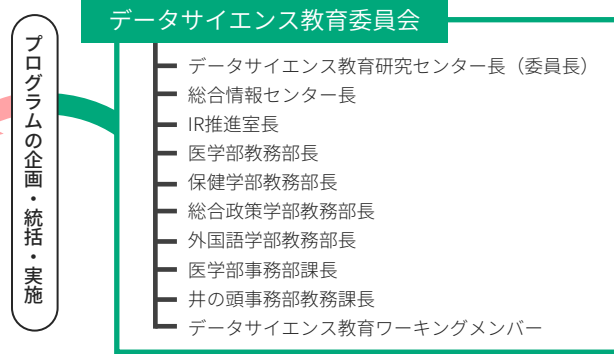 データサイエンス教育委員会
プログラムの企画・統括・実施
データサイエンス教育研究センター長（委員長）
総合情報センター長
IR推進室長
医学部教務部長
保健学部教務部長
総合政策学部教務部長
外国語学部教務部長
医学部事務部課長
井の頭事務部教務課長
データサイエンス教育ワーキングメンバー